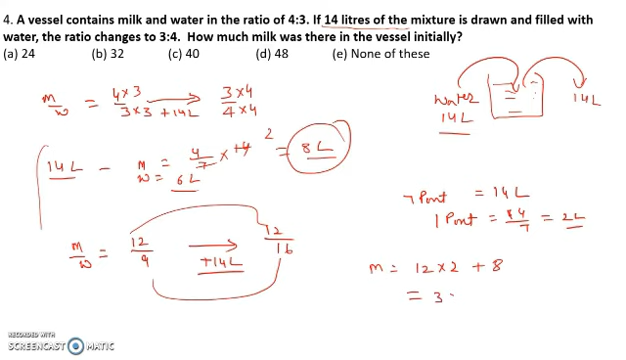 4. A vessel contains milk and water in the ratio of 4:3. If 14 litres of the mixture is drawn and filled with
water, the ratio changes to 3:4. How much milk was there in the vessel initially?
(a) 24 (b) 32 (c) 40 (d) 48 (e) None of these
m/w = 4×3/3×3 +14L → 3×4/4×4
water
14L
14L
14L - m = 4/7 × 14 2 = 8L
w = 6L
7 Part = 14L
1 Part = 14/7 = 2L
m/w = 12/9 → +14L 12/16
m = 12×2 + 8
= 3
RECORDED WITH
SCREENCAST MATIC